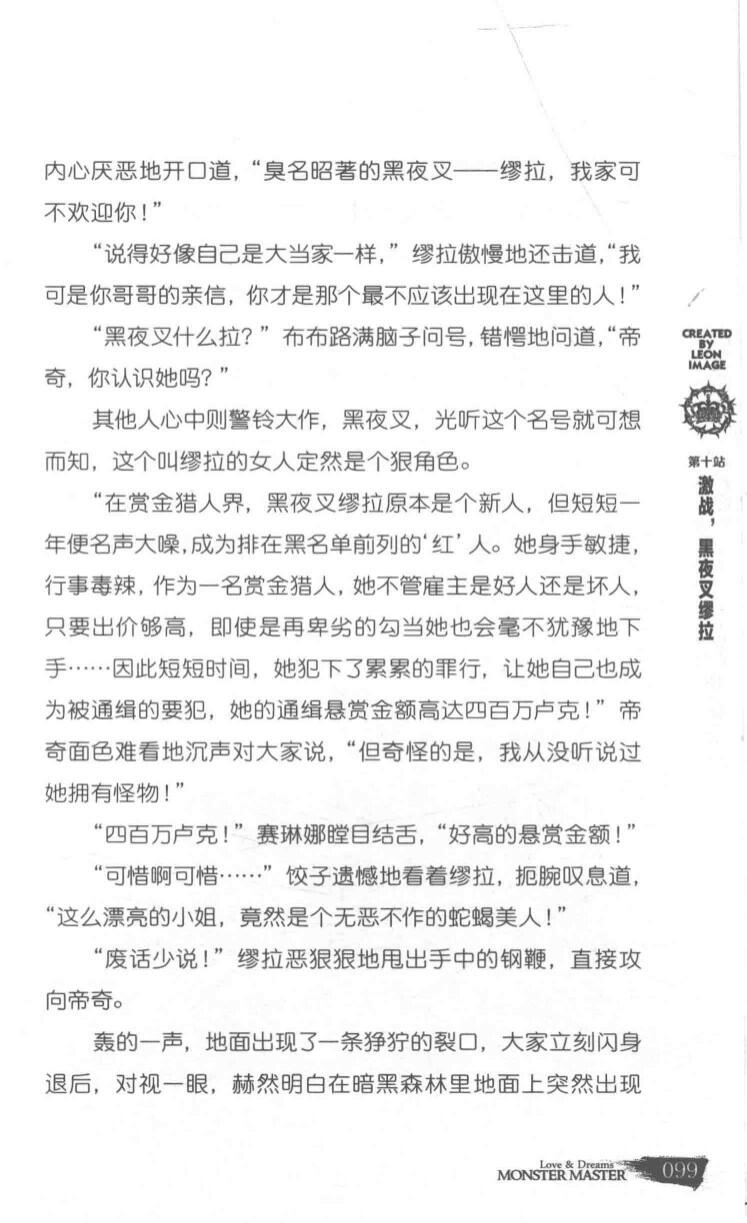 内心厌恶地开口道，“臭名昭著的黑夜叉——缪拉，我家可
不欢迎你！”
“说得好像自己是大当家一样，”缪拉傲慢地还击道，“我
可是你哥哥的亲信，你才是那个最不应该出现在这里的人！”
“黑夜叉什么拉？”布布路满脑子问号，错愕地问道，“帝
奇，你认识她吗？”
其他人心中则警铃大作，黑夜叉，光听这个名号就可想
而知，这个叫缪拉的女人定然是个狠角色。
“在赏金猎人界，黑夜叉缪拉原本是个新人，但短短一
年便名声大噪，成为排在黑名单前列的‘红’人。她身手敏捷，
行事毒辣，作为一名赏金猎人，她不管雇主是好人还是坏人，
只要出价够高，即使是再卑劣的勾当她也会毫不犹豫地下
手……因此短短时间，她犯下了累累的罪行，让她自己也成
为被通缉的要犯，她的通缉悬赏金额高达四百万卢克！”帝
奇面色难看地沉声对大家说，“但奇怪的是，我从没听说过
她拥有怪物！”
“四百万卢克！”赛琳娜瞠目结舌，“好高的悬赏金额！”
“可惜啊可惜……”饺子遗憾地看着缪拉，扼腕叹息道，
“这么漂亮的小姐，竟然是个无恶不作的蛇蝎美人！”
“废话少说！”缪拉恶狠狠地甩出手中的钢鞭，直接攻
向帝奇。
轰的一声，地面出现了一条狰狞的裂口，大家立刻闪身
退后，对视一眼，赫然明白在暗黑森林里地面上突然出现
CREATED
BY
LEON
IMAGE
第十站
激战，黑夜叉缪拉
Love & Dreams
MONSTER MASTER
099